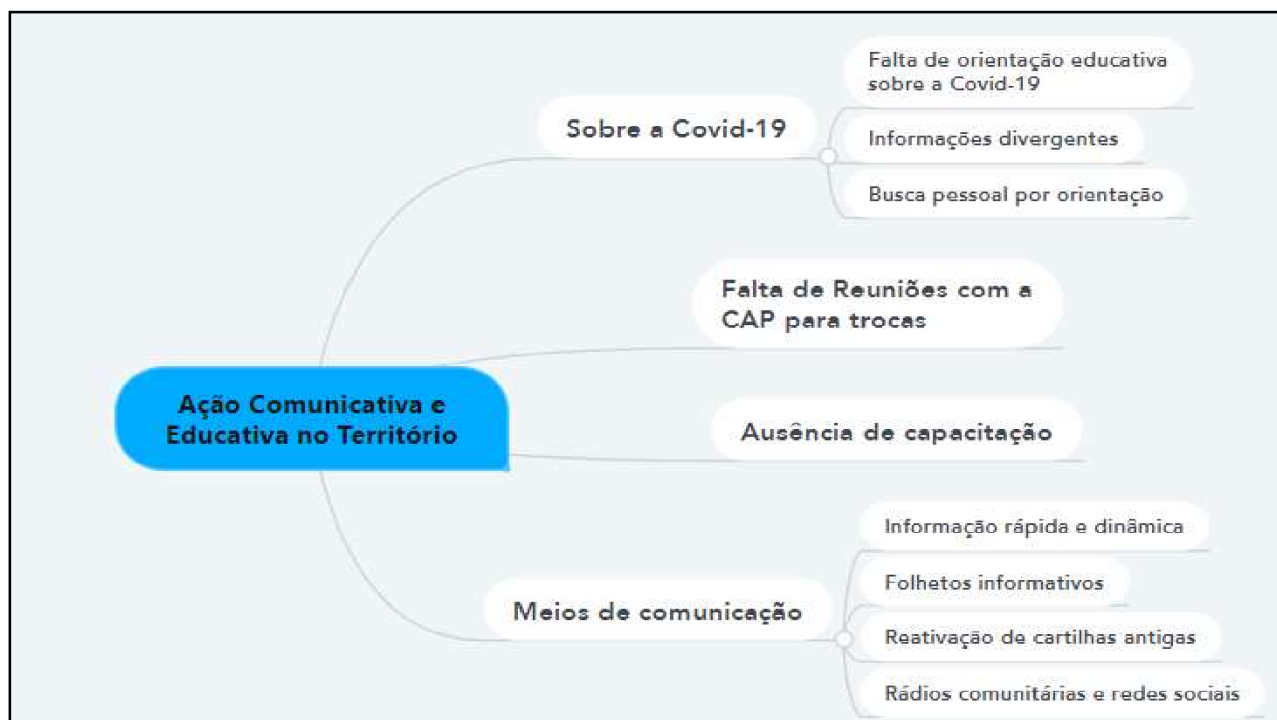 Falta de orientação educativa
sobre a Covid-19
Sobre a Covid-19
Informações divergentes
Busca pessoal por orientação
Falta de Reuniões com a
CAP para trocas
Ação Comunicativa e
Educativa no Território
Ausência de capacitação
Informação rápida e dinâmica
Folhetos informativos
Meios de comunicação
Reativação de cartilhas antigas
Rádios comunitárias e redes sociais